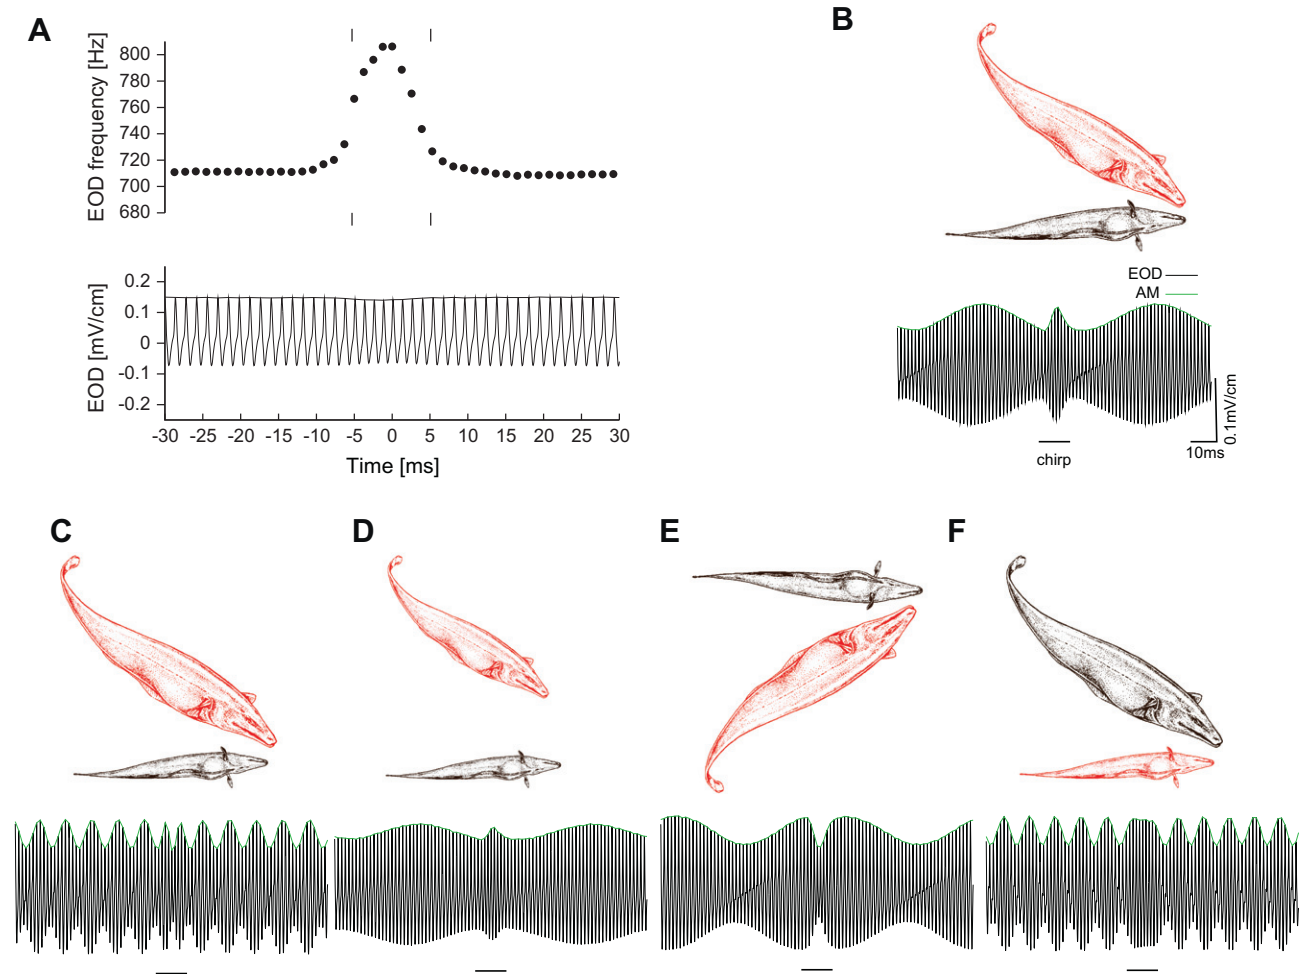 A
EOD frequency [Hz]
800
780
760
740
720
700
680
EOD [mV/cm]
0.2
0.1
0
-0.1
-0.2
-30 -25 -20 -15 -10 -5 0 5 10 15 20 25 30
Time [ms]
B
EOD
AM
0.1mV/cm
10ms
chirp
C
D
E
F